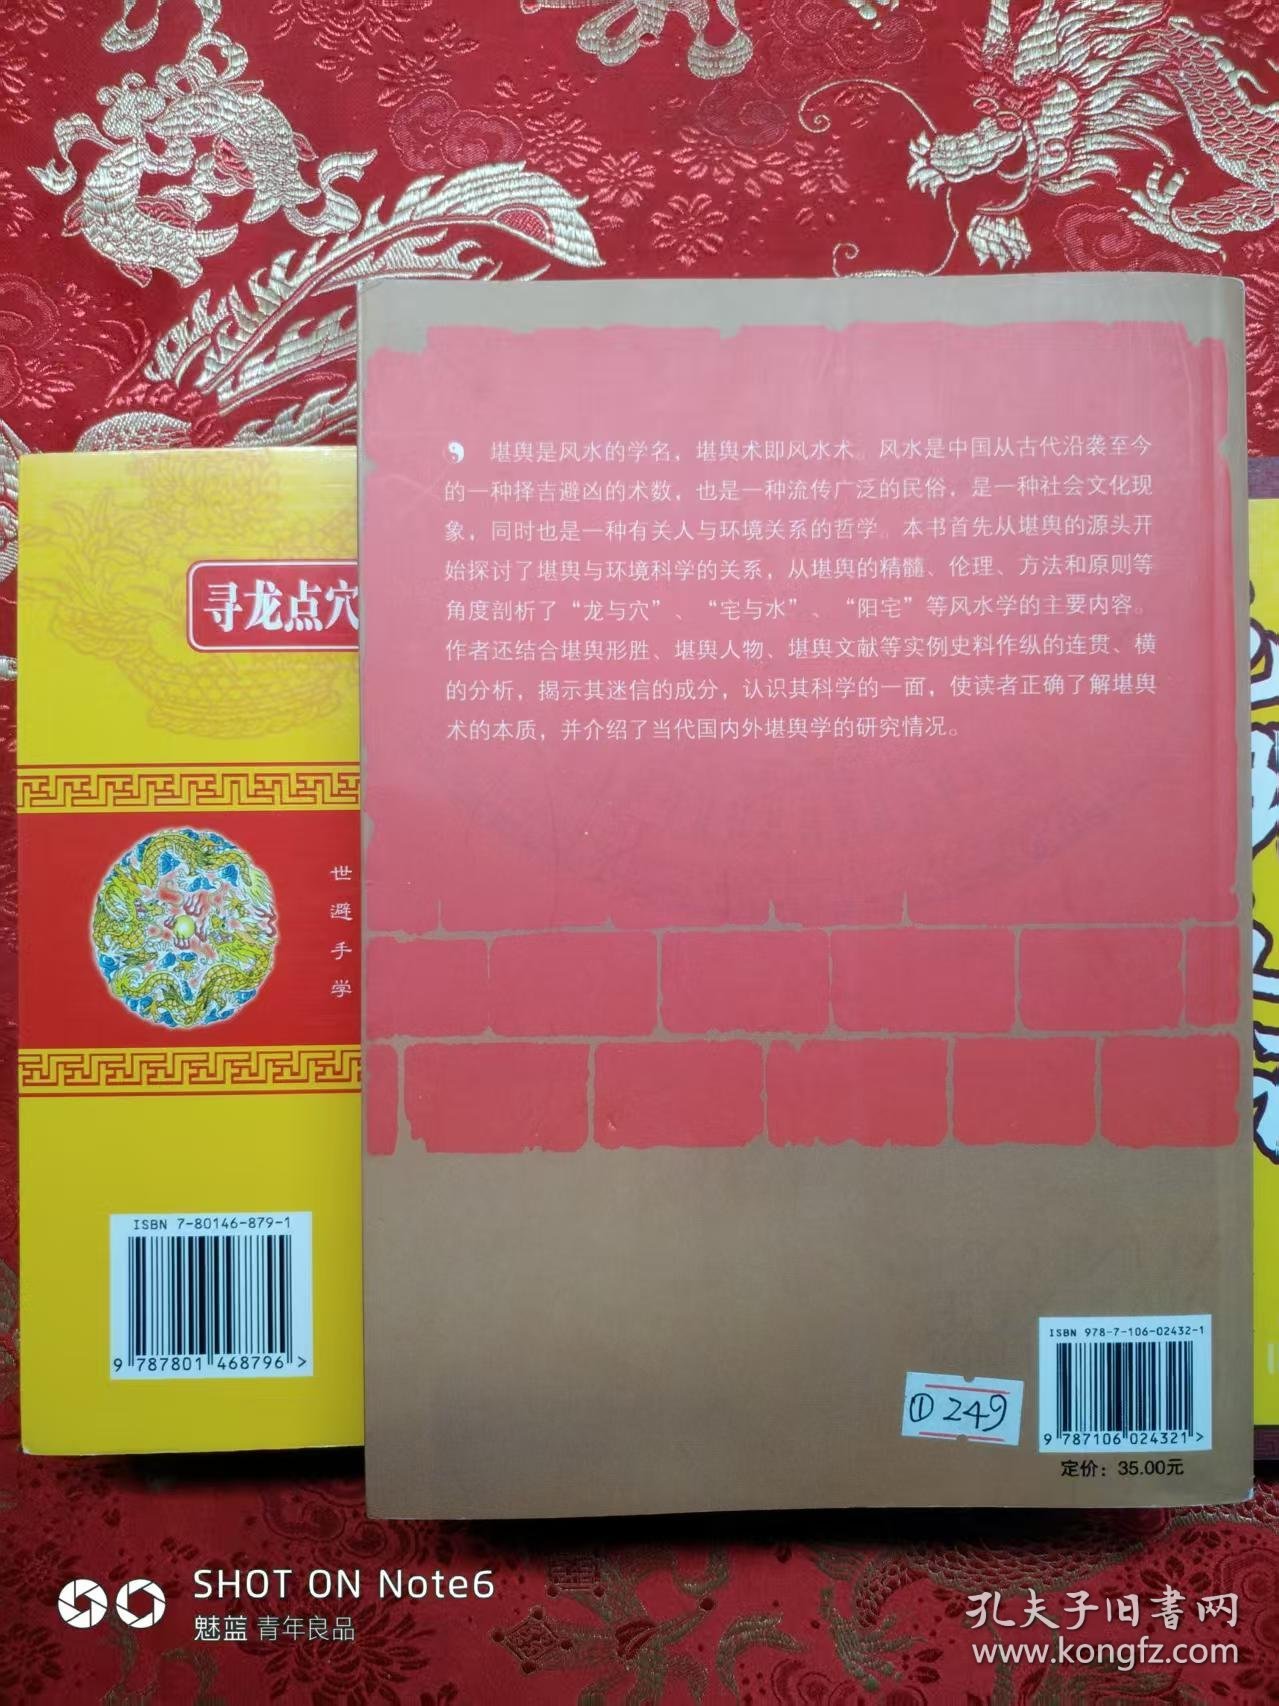 堪舆是风水的学名，堪舆术即风水术。风水是中国从古代沿袭至今
的一种择吉避凶的术数，也是一种流传广泛的民俗，是一种社会文化现
象，同时也是一种有关人与环境关系的哲学。本书首先从堪舆的源头开
始探讨了堪舆与环境科学的关系，从堪舆的精髓、伦理、方法和原则等
角度剖析了“龙与穴”、“宅与水”、“阳宅”等风水学的主要内容。
作者还结合堪舆形胜、堪舆人物、堪舆文献等实例史料作纵的连贯、横
的分析，揭示其迷信的成分，认识其科学的一面，使读者正确了解堪舆
术的本质，并介绍了当代国内外堪舆学的研究情况。
寻龙点穴
世
避
手
学
ISBN 7-80146-879-1
9 787801 468796 >
ISBN 978-7-106-02432-1
9 787106 024321 >
定价：35.00元
① 249
SHOT ON Note6
魅蓝 青年良品
孔夫子旧書网
www.kongfz.com